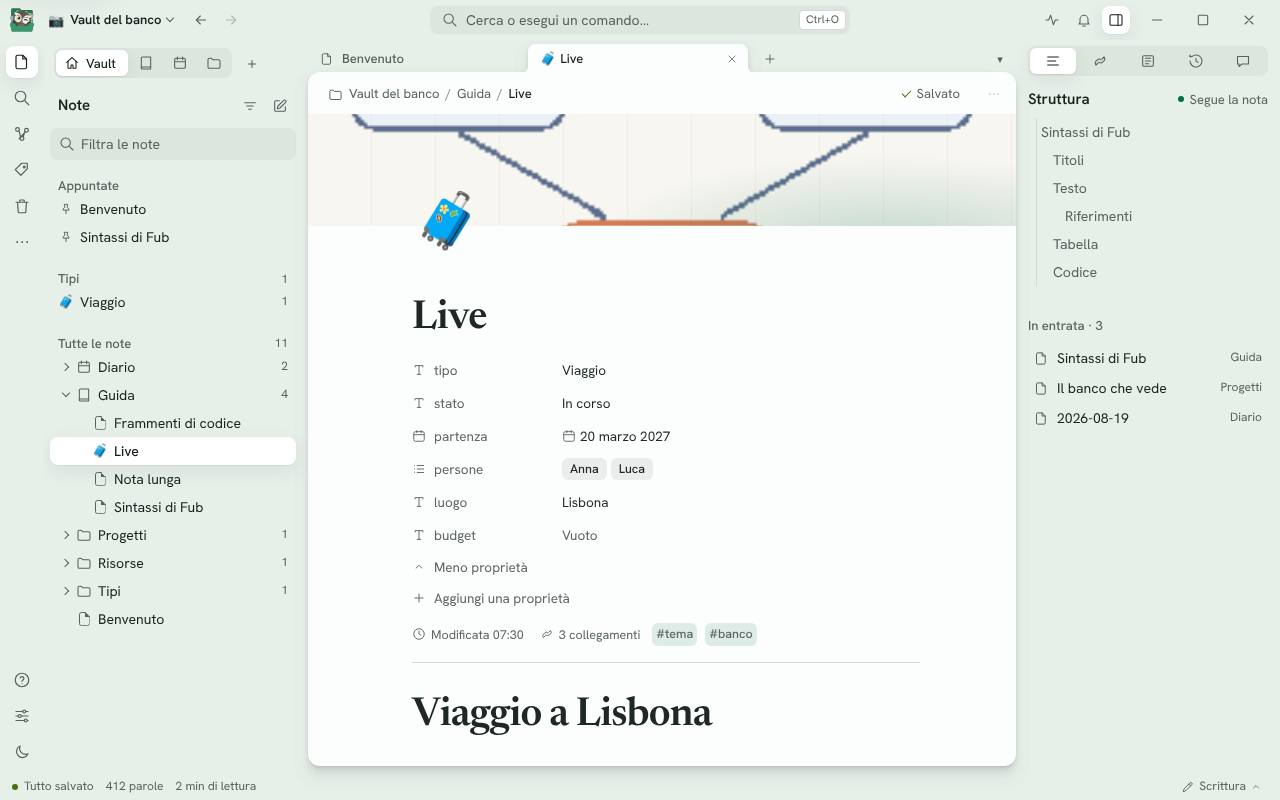 Vault del banco
Cerca o esegui un comando…
Ctrl+O
Vault
Note
Filtra le note
Appuntate
Benvenuto
Sintassi di Fub
Tipi 1
Viaggio 1
Tutte le note 11
Diario 2
Guida 4
Frammenti di codice
Live
Nota lunga
Sintassi di Fub
Progetti 1
Risorse 1
Tipi 1
Benvenuto
Benvenuto
Live
Vault del banco / Guida / Live
Salvato
Live
tipo Viaggio
stato In corso
partenza 20 marzo 2027
persone Anna Luca
luogo Lisbona
budget Vuoto
Meno proprietà
Aggiungi una proprietà
Modificata 07:30 3 collegamenti #tema #banco
Viaggio a Lisbona
Struttura
Segue la nota
Sintassi di Fub
Titoli
Testo
Riferimenti
Tabella
Codice
In entrata · 3
Sintassi di Fub Guida
Il banco che vede Progetti
2026-08-19 Diario
Tutto salvato 412 parole 2 min di lettura
Scrittura